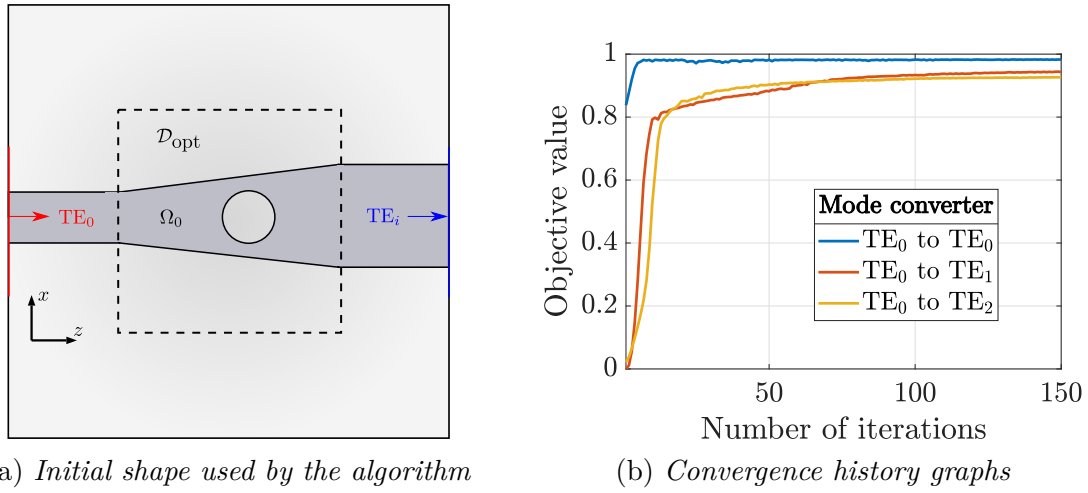 𝒟opt
TE0
Ω0
TEi
x
z
a) Initial shape used by the algorithm
1
0.8
0.6
0.4
0.2
0
Objective value
Mode converter
TE0 to TE0
TE0 to TE1
TE0 to TE2
50
100
150
Number of iterations
(b) Convergence history graphs